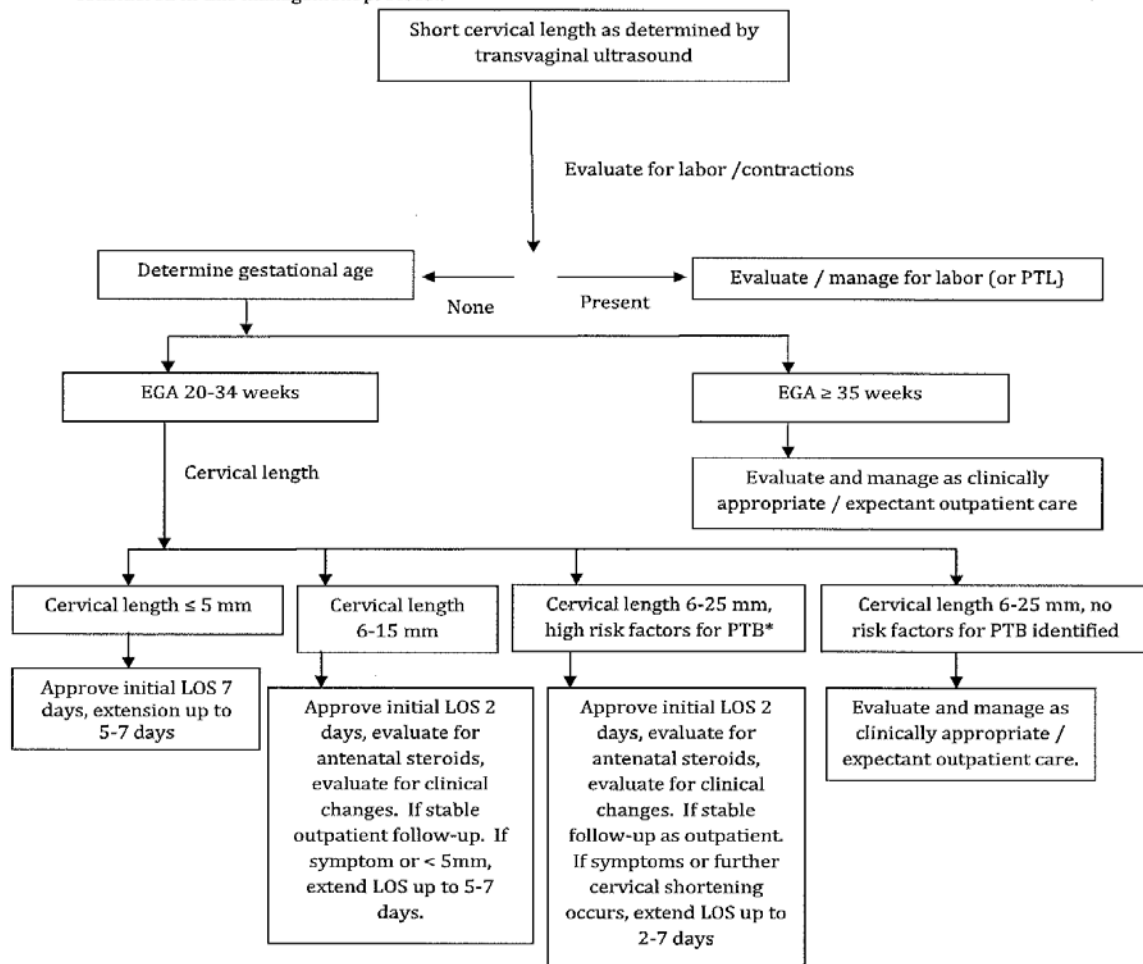 Short cervical length as determined by
transvaginal ultrasound
Evaluate for labor /contractions
Determine gestational age
None
Present
Evaluate / manage for labor (or PTL)
EGA 20-34 weeks
EGA ≥ 35 weeks
Cervical length
Evaluate and manage as clinically
appropriate / expectant outpatient care
Cervical length ≤ 5 mm
Approve initial LOS 7
days, extension up to
5-7 days
Cervical length
6-15 mm
Approve initial LOS 2
days, evaluate for
antenatal steroids,
evaluate for clinical
changes. If stable
outpatient follow-up. If
symptom or < 5mm,
extend LOS up to 5-7
days.
Cervical length 6-25 mm,
high risk factors for PTB*
Approve initial LOS 2
days, evaluate for
antenatal steroids,
evaluate for clinical
changes. If stable
follow-up as outpatient.
If symptoms or further
cervical shortening
occurs, extend LOS up to
2-7 days
Cervical length 6-25 mm, no
risk factors for PTB identified
Evaluate and manage as
clinically appropriate /
expectant outpatient care.